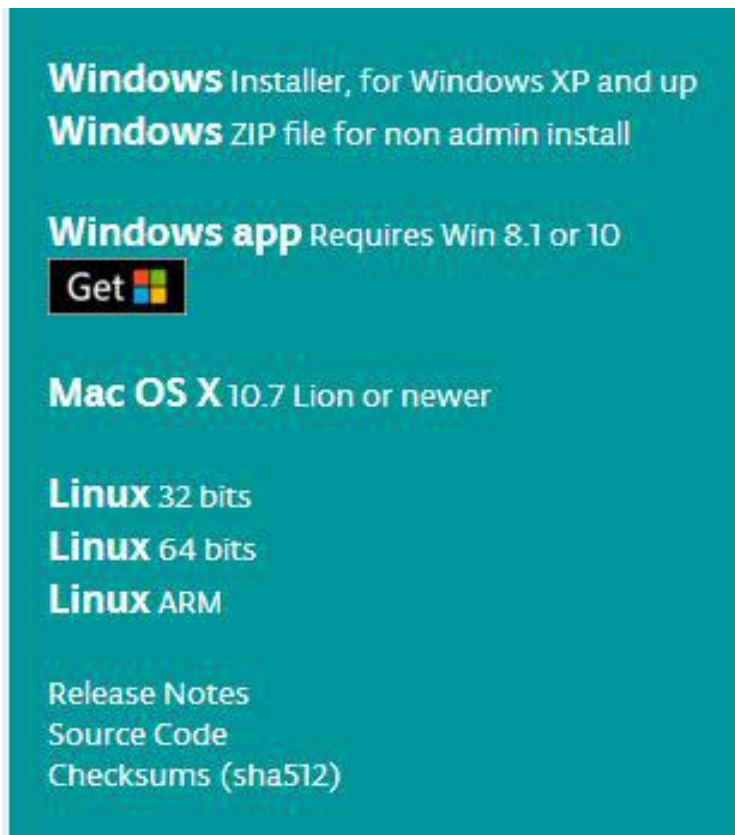 Windows Installer, for Windows XP and up
Windows ZIP file for non admin install
Windows app Requires Win 8.1 or 10
Get
Mac OS X 10.7 Lion or newer
Linux 32 bits
Linux 64 bits
Linux ARM
Release Notes
Source Code
Checksums (sha512)